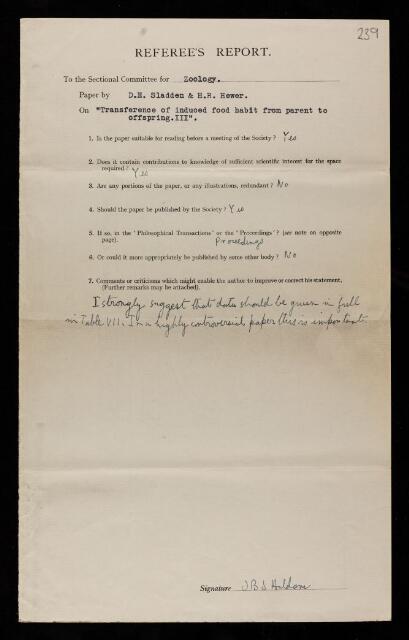 239
REFEREE'S REPORT.
To the Sectional Committee for Zoology.
Paper by D.E. Sladden & H.R. Hewer.
On "Transference of induced food habit from parent to
offspring.III".
1. Is the paper suitable for reading before a meeting of the Society ? Yes
2. Does it contain contributions to knowledge of sufficient scientific interest for the space
required ? Yes
3. Are any portions of the paper, or any illustrations, redundant ? No
4. Should the paper be published by the Society ? Yes
5. If so, in the "Philosophical Transactions" or the "Proceedings" ? (see note on opposite
page). Proceedings
6. Or could it more appropriately be published by some other body ? No
7. Comments or criticisms which might enable the author to improve or correct his statement.
(Further remarks may be attached).
I strongly suggest that data should be given in full
in Table VII. In a highly controversial paper this is important.
Signature J B S Haldane